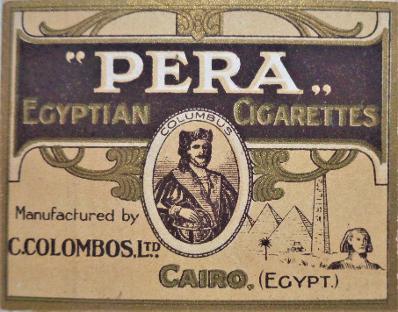 "PERA„
EGYPTIAN CIGARETTES
COLUMBUS
Manufactured by
C.COLOMBOS, LTD.
CAIRO, (EGYPT.)